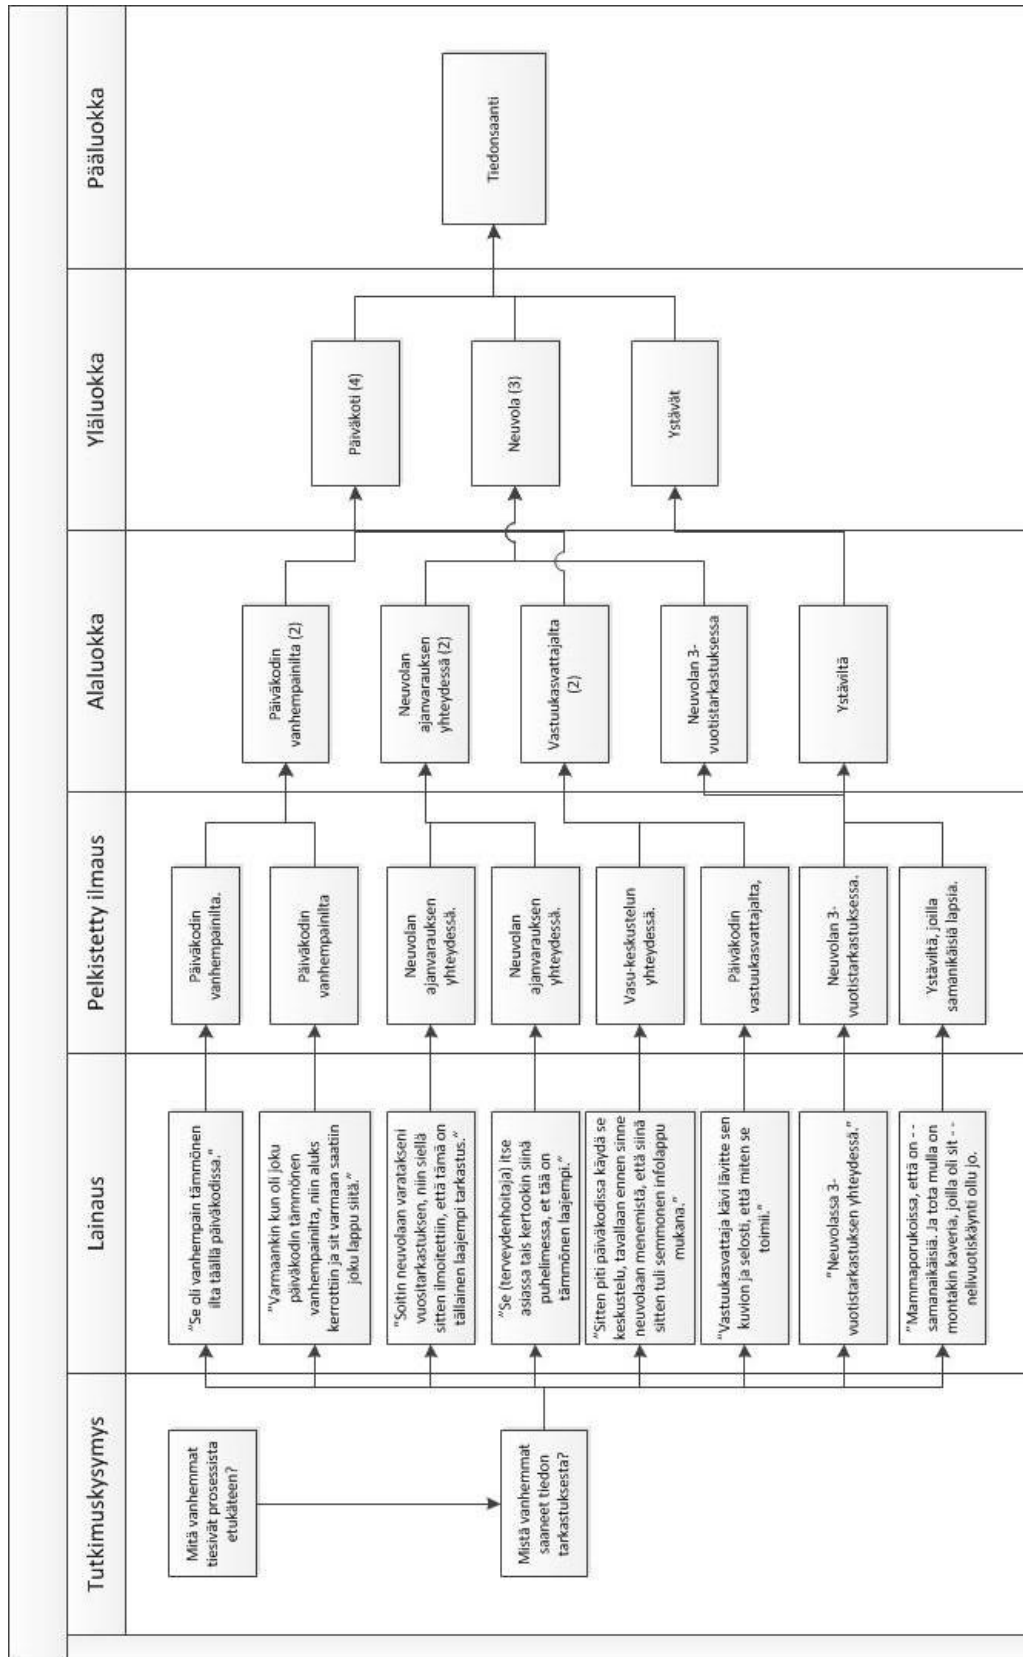 Tutkimuskysymys
Lainaus
Pelkistetty ilmaus
Alaluokka
Yläluokka
Pääluokka
Mitä vanhemmat
tiesivät prosessista
etukäteen?
Mistä vanhemmat
saaneet tiedon
tarkastuksesta?
”Se oli vanhempain tämmönen
ilta täällä päiväkodissa.”
”Varmaankin kun oli joku
päiväkodin tämmönen
vanhempainilta, niin aluks
kerrottiin ja sit varmaan saatiin
joku lappu siitä.”
”Soitin neuvolaan varatakseni
vuositarkastuksen, niin siellä
sitten ilmoitettiin, että tämä on
tällainen laajempi tarkastus.”
”Se (terveydenhoitaja) itse
asiassa tais kertookin siinä
puhelimessa, et tää on
tämmönen laajempi.”
”Sitten piti päiväkodissa käydä se
keskustelu, tavallaan ennen sinne
neuvolaan menemistä, että siinä
sitten tuli semmonen infolappu
mukana.”
”Vastuukasvattaja kävi lävitte sen
kuvion ja selosti, että miten se
toimii.”
”Neuvolassa 3-
vuotistarkastuksen yhteydessä.”
”Mammaporukoissa, että on - -
samanaikäisiä. Ja tota mulla on
montakin kaveria, joilla oli sit - -
nelivuotiskäynti ollu jo.
Päiväkodin
vanhempainilta.
Päiväkodin
vanhempainilta
Neuvolan
ajanvarauksen
yhteydessä.
Neuvolan
ajanvarauksen
yhteydessä.
Vasu-keskustelun
yhteydessä.
Päiväkodin
vastuukasvattajalta,
Neuvolan 3-
vuotistarkastuksessa.
Ystäviltä, joilla
samanikäisiä lapsia.
Päiväkodin
vanhempainilta (2)
Neuvolan
ajanvarauksen
yhteydessä (2)
Vastuukasvattajalta
(2)
Neuvolan 3-
vuotistarkastuksessa
Ystäviltä
Päiväkoti (4)
Neuvola (3)
Ystävät
Tiedonsaanti